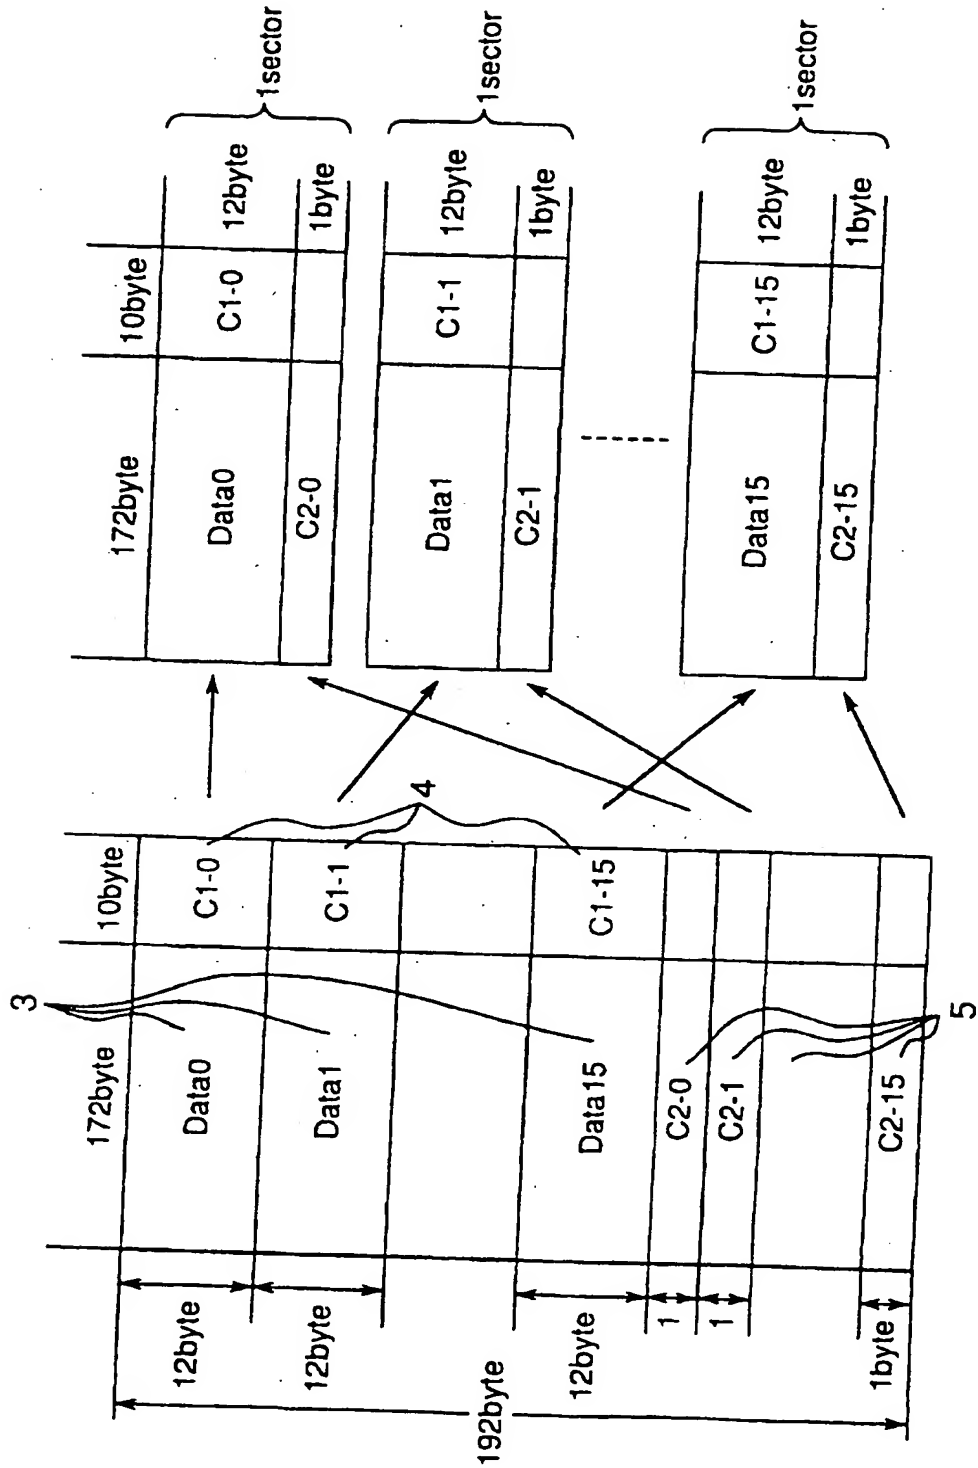 3
172byte 10byte
Data0 C1-0
Data1 C1-1
4
Data15 C1-15
C2-0
C2-1
C2-15
5
12byte
12byte
12byte
1
1
1byte
192byte
172byte 10byte
Data0 C1-0 12byte
C2-0 1byte
1sector
Data1 C1-1 12byte
C2-1 1byte
1sector
Data15 C1-15 12byte
C2-15 1byte
1sector